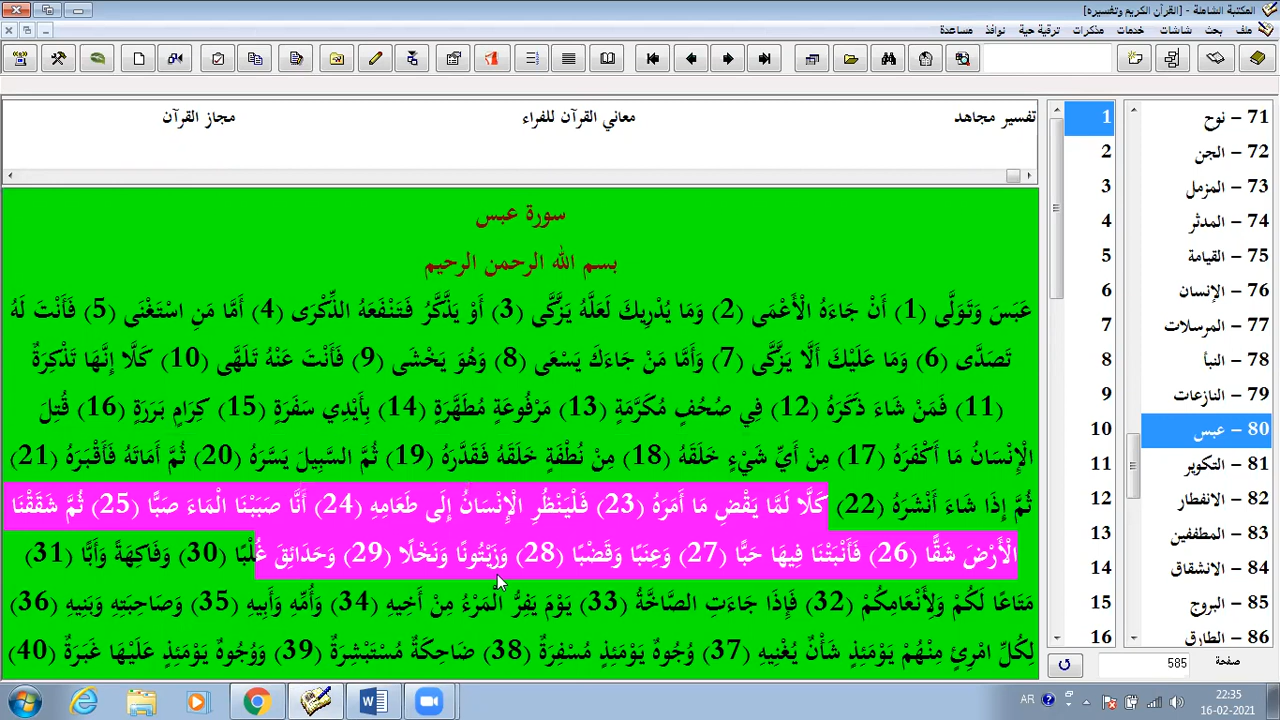 المكتبة الشاملة - [القرآن الكريم وتفسيره]
ملف بحث شاشات خدمات مذكرات ترقية حية نوافذ مساعدة
تفسير مجاهد معاني القرآن للفراء مجاز القرآن
سورة عبس
بسم الله الرحمن الرحيم
عَبَسَ وَتَوَلَّى (1) أَنْ جَاءَهُ الْأَعْمَى (2) وَمَا يُدْرِيكَ لَعَلَّهُ يَزَّكَّى (3) أَوْ يَذَّكَّرُ فَتَنْفَعَهُ الذِّكْرَى (4) أَمَّا مَنِ اسْتَغْنَى (5) فَأَنْتَ لَهُ
تَصَدَّى (6) وَمَا عَلَيْكَ أَلَّا يَزَّكَّى (7) وَأَمَّا مَنْ جَاءَكَ يَسْعَى (8) وَهُوَ يَخْشَى (9) فَأَنْتَ عَنْهُ تَلَهَّى (10) كَلَّا إِنَّهَا تَذْكِرَةٌ
(11) فَمَنْ شَاءَ ذَكَرَهُ (12) فِي صُحُفٍ مُكَرَّمَةٍ (13) مَرْفُوعَةٍ مُطَهَّرَةٍ (14) بِأَيْدِي سَفَرَةٍ (15) كِرَامٍ بَرَرَةٍ (16) قُتِلَ
الْإِنْسَانُ مَا أَكْفَرَهُ (17) مِنْ أَيِّ شَيْءٍ خَلَقَهُ (18) مِنْ نُطْفَةٍ خَلَقَهُ فَقَدَّرَهُ (19) ثُمَّ السَّبِيلَ يَسَّرَهُ (20) ثُمَّ أَمَاتَهُ فَأَقْبَرَهُ (21)
ثُمَّ إِذَا شَاءَ أَنْشَرَهُ (22) كَلَّا لَمَّا يَقْضِ مَا أَمَرَهُ (23) فَلْيَنْظُرِ الْإِنْسَانُ إِلَى طَعَامِهِ (24) أَنَّا صَبَبْنَا الْمَاءَ صَبًّا (25) ثُمَّ شَقَقْنَا
الْأَرْضَ شَقًّا (26) فَأَنْبَتْنَا فِيهَا حَبًّا (27) وَعِنَبًا وَقَضْبًا (28) وَزَيْتُونًا وَنَخْلًا (29) وَحَدَائِقَ غُلْبًا (30) وَفَاكِهَةً وَأَبًّا (31)
مَتَاعًا لَكُمْ وَلِأَنْعَامِكُمْ (32) فَإِذَا جَاءَتِ الصَّاخَّةُ (33) يَوْمَ يَفِرُّ الْمَرْءُ مِنْ أَخِيهِ (34) وَأُمِّهِ وَأَبِيهِ (35) وَصَاحِبَتِهِ وَبَنِيهِ (36)
لِكُلِّ امْرِئٍ مِنْهُمْ يَوْمَئِذٍ شَأْنٌ يُغْنِيهِ (37) وُجُوهٌ يَوْمَئِذٍ مُسْفِرَةٌ (38) ضَاحِكَةٌ مُسْتَبْشِرَةٌ (39) وَوُجُوهٌ يَوْمَئِذٍ عَلَيْهَا غَبَرَةٌ (40)
1
2
3
4
5
6
7
8
9
10
11
12
13
14
15
16
71 – نوح
72 – الجن
73 – المزمل
74 – المدثر
75 – القيامة
76 – الإنسان
77 – المرسلات
78 – النبأ
79 – النازعات
80 – عبس
81 – التكوير
82 – الانفطار
83 – المطففين
84 – الانشقاق
85 – البروج
86 – الطارق
صفحة 585
AR
22:35
16-02-2021